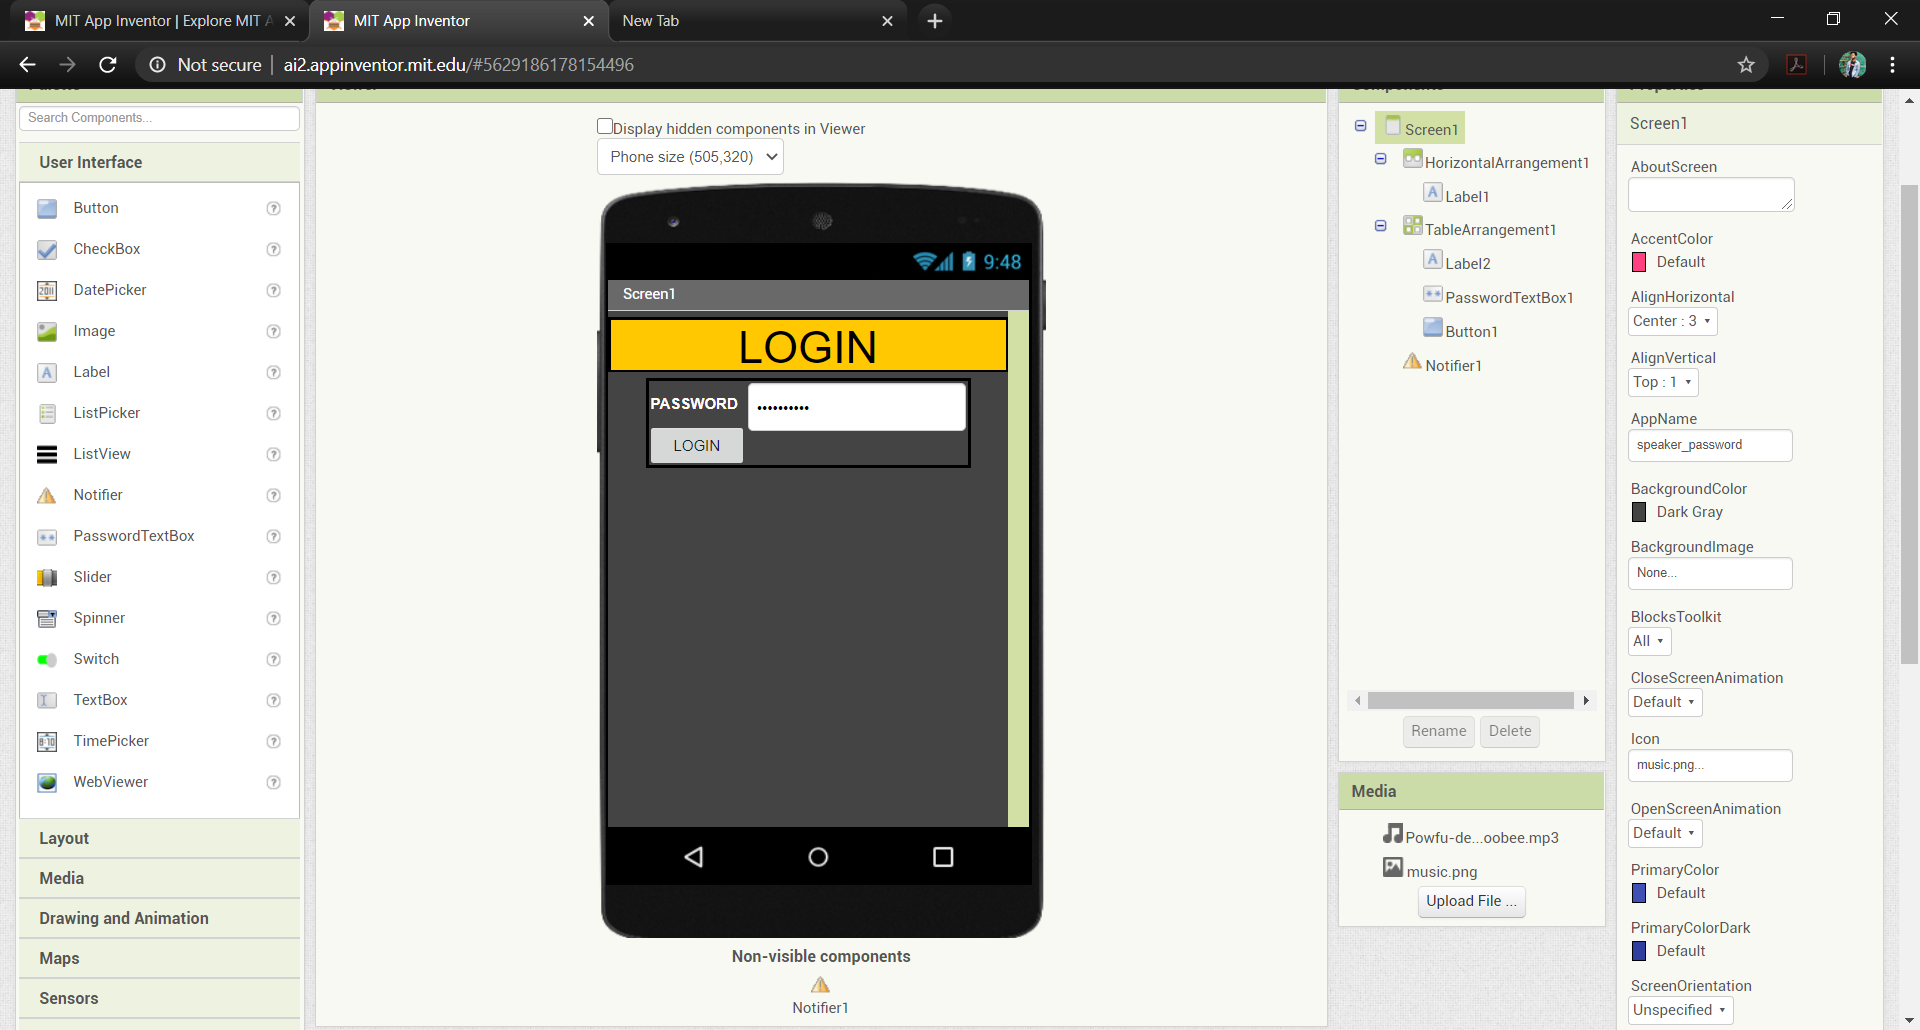 MIT App Inventor | Explore MIT A
MIT App Inventor
New Tab
Not secure
ai2.appinventor.mit.edu/#5629186178154496
Search Components...
User Interface
Button
CheckBox
DatePicker
Image
Label
ListPicker
ListView
Notifier
PasswordTextBox
Slider
Spinner
Switch
TextBox
TimePicker
WebViewer
Layout
Media
Drawing and Animation
Maps
Sensors
Display hidden components in Viewer
Phone size (505,320)
9:48
Screen1
LOGIN
PASSWORD
LOGIN
Non-visible components
Notifier1
Components
Screen1
HorizontalArrangement1
Label1
TableArrangement1
Label2
PasswordTextBox1
Button1
Notifier1
Rename
Delete
Media
Powfu-de...oobee.mp3
music.png
Upload File ...
Properties
Screen1
AboutScreen
AccentColor
Default
AlignHorizontal
Center : 3
AlignVertical
Top : 1
AppName
speaker_password
BackgroundColor
Dark Gray
BackgroundImage
None...
BlocksToolkit
All
CloseScreenAnimation
Default
Icon
music.png...
OpenScreenAnimation
Default
PrimaryColor
Default
PrimaryColorDark
Default
ScreenOrientation
Unspecified